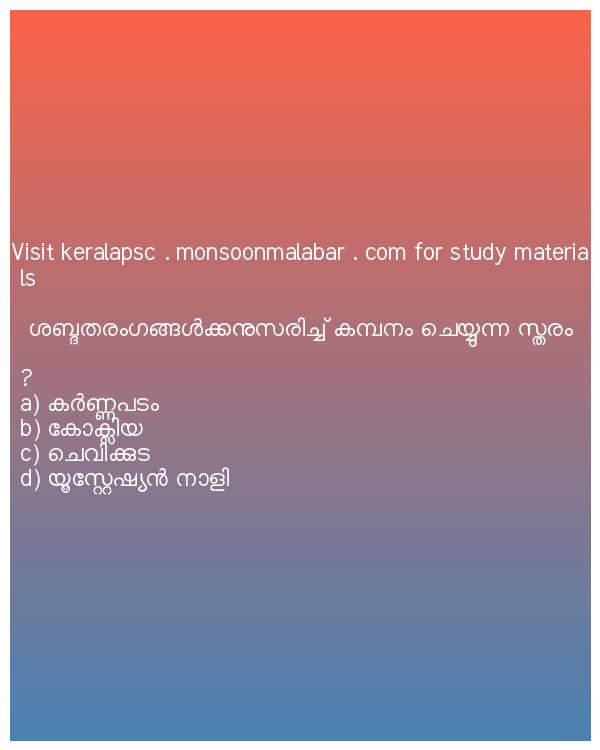 Visit keralapsc . monsoonmalabar . com for study materia
ls
ശബ്ദതരംഗങ്ങൾക്കനുസരിച്ച് കമ്പനം ചെയ്യുന്ന സ്തരം
?
a) കർണ്ണപടം
b) കോക്ലിയ
c) ചെവിക്കുട
d) യൂസ്റ്റേഷ്യൻ നാളി